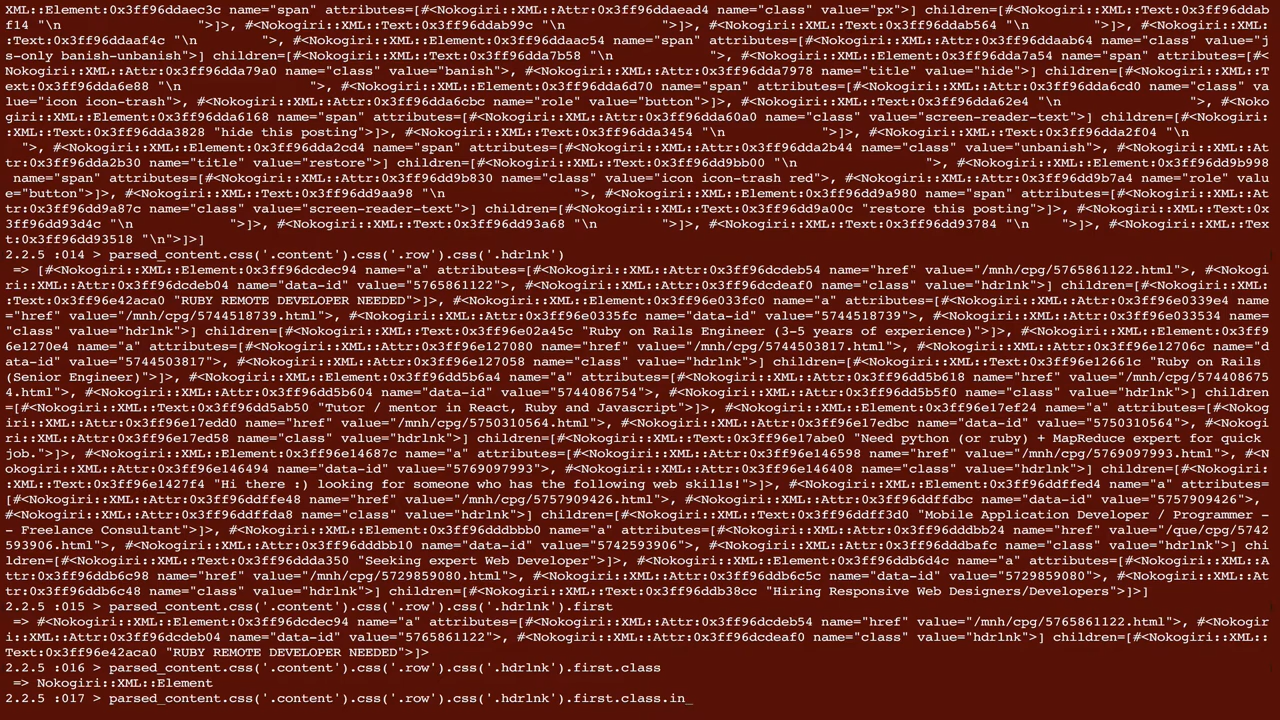 XML::Element:0x3ff96ddaec3c name="span" attributes=[#<Nokogiri::XML::Attr:0x3ff96ddaead4 name="class" value="px">] children=[#<Nokogiri::XML::Text:0x3ff96ddab
f14 "\n            ">]>, #<Nokogiri::XML::Text:0x3ff96ddab99c "\n            ">]>, #<Nokogiri::XML::Text:0x3ff96ddab564 "\n        ">]>, #<Nokogiri::XML:
:Text:0x3ff96ddaaf4c "\n        ">, #<Nokogiri::XML::Element:0x3ff96ddaac54 name="span" attributes=[#<Nokogiri::XML::Attr:0x3ff96ddaab64 name="class" value="j
s-only banish-unbanish">] children=[#<Nokogiri::XML::Text:0x3ff96dda7b58 "\n            ">, #<Nokogiri::XML::Element:0x3ff96dda7a54 name="span" attributes=[#<
Nokogiri::XML::Attr:0x3ff96dda79a0 name="class" value="banish">, #<Nokogiri::XML::Attr:0x3ff96dda7978 name="title" value="hide">] children=[#<Nokogiri::XML::T
ext:0x3ff96dda6e88 "\n                ">, #<Nokogiri::XML::Element:0x3ff96dda6d70 name="span" attributes=[#<Nokogiri::XML::Attr:0x3ff96dda6cd0 name="class" va
lue="icon icon-trash">, #<Nokogiri::XML::Attr:0x3ff96dda6cbc name="role" value="button">] children=[#<Nokogiri::XML::Text:0x3ff96dda62e4 "\n                ">, #<Noko
giri::XML::Element:0x3ff96dda6168 name="span" attributes=[#<Nokogiri::XML::Attr:0x3ff96dda60a0 name="class" value="screen-reader-text">] children=[#<Nokogiri:
:XML::Text:0x3ff96dda3828 "hide this posting">]>, #<Nokogiri::XML::Text:0x3ff96dda3454 "\n            ">]>, #<Nokogiri::XML::Text:0x3ff96dda2f04 "\n
  ">, #<Nokogiri::XML::Element:0x3ff96dda2cd4 name="span" attributes=[#<Nokogiri::XML::Attr:0x3ff96dda2b44 name="class" value="unbanish">, #<Nokogiri::XML::At
tr:0x3ff96dda2b30 name="title" value="restore">] children=[#<Nokogiri::XML::Text:0x3ff96dd9bb00 "\n                ">, #<Nokogiri::XML::Element:0x3ff96dd9b998
 name="span" attributes=[#<Nokogiri::XML::Attr:0x3ff96dd9b830 name="class" value="icon icon-trash red">, #<Nokogiri::XML::Attr:0x3ff96dd9b7a4 name="role" valu
e="button">]>, #<Nokogiri::XML::Text:0x3ff96dd9aa98 "\n                ">, #<Nokogiri::XML::Element:0x3ff96dd9a980 name="span" attributes=[#<Nokogiri::XML::At
tr:0x3ff96dd9a87c name="class" value="screen-reader-text">] children=[#<Nokogiri::XML::Text:0x3ff96dd9a00c "restore this posting">]>, #<Nokogiri::XML::Text:0x
3ff96dd93d4c "\n            ">]>, #<Nokogiri::XML::Text:0x3ff96dd93a68 "\n        ">]>, #<Nokogiri::XML::Text:0x3ff96dd93784 "\n    ">]>, #<Nokogiri::XML::Tex
t:0x3ff96dd93518 "\n">]>]
2.2.5 :014 > parsed_content.css('.content').css('.row').css('.hdrlnk')
 => [#<Nokogiri::XML::Element:0x3ff96dcdec94 name="a" attributes=[#<Nokogiri::XML::Attr:0x3ff96dcdeb54 name="href" value="/mnh/cpg/5765861122.html">, #<Nokogi
ri::XML::Attr:0x3ff96dcdeb04 name="data-id" value="5765861122">, #<Nokogiri::XML::Attr:0x3ff96dcdeaf0 name="class" value="hdrlnk">] children=[#<Nokogiri::XML:
:Text:0x3ff96e42aca0 "RUBY REMOTE DEVELOPER NEEDED">]>, #<Nokogiri::XML::Element:0x3ff96e033fc0 name="a" attributes=[#<Nokogiri::XML::Attr:0x3ff96e0339e4 name
="href" value="/mnh/cpg/5744518739.html">, #<Nokogiri::XML::Attr:0x3ff96e0335fc name="data-id" value="5744518739">, #<Nokogiri::XML::Attr:0x3ff96e033534 name=
"class" value="hdrlnk">] children=[#<Nokogiri::XML::Text:0x3ff96e02a45c "Ruby on Rails Engineer (3-5 years of experience)">]>, #<Nokogiri::XML::Element:0x3ff9
6e1270e4 name="a" attributes=[#<Nokogiri::XML::Attr:0x3ff96e127080 name="href" value="/mnh/cpg/5744503817.html">, #<Nokogiri::XML::Attr:0x3ff96e12706c name="d
ata-id" value="5744503817">, #<Nokogiri::XML::Attr:0x3ff96e127058 name="class" value="hdrlnk">] children=[#<Nokogiri::XML::Text:0x3ff96e12661c "Ruby on Rails
(Senior Engineer)">]>, #<Nokogiri::XML::Element:0x3ff96dd5b6a4 name="a" attributes=[#<Nokogiri::XML::Attr:0x3ff96dd5b618 name="href" value="/mnh/cpg/574408675
4.html">, #<Nokogiri::XML::Attr:0x3ff96dd5b604 name="data-id" value="5744086754">, #<Nokogiri::XML::Attr:0x3ff96dd5b5f0 name="class" value="hdrlnk">] children
=[#<Nokogiri::XML::Text:0x3ff96dd5ab50 "Tutor / mentor in React, Ruby and Javascript">]>, #<Nokogiri::XML::Element:0x3ff96e17ef24 name="a" attributes=[#<Nokog
iri::XML::Attr:0x3ff96e17edd0 name="href" value="/mnh/cpg/5750310564.html">, #<Nokogiri::XML::Attr:0x3ff96e17edbc name="data-id" value="5750310564">, #<Nokogi
ri::XML::Attr:0x3ff96e17ed58 name="class" value="hdrlnk">] children=[#<Nokogiri::XML::Text:0x3ff96e17abe0 "Need python (or ruby) + MapReduce expert for quick
job.">]>, #<Nokogiri::XML::Element:0x3ff96e14687c name="a" attributes=[#<Nokogiri::XML::Attr:0x3ff96e146598 name="href" value="/mnh/cpg/5769097993.html">, #<N
okogiri::XML::Attr:0x3ff96e146494 name="data-id" value="5769097993">, #<Nokogiri::XML::Attr:0x3ff96e146408 name="class" value="hdrlnk">] children=[#<Nokogiri:
:XML::Text:0x3ff96e1427f4 "Hi there :) looking for someone who has the following web skills!">]>, #<Nokogiri::XML::Element:0x3ff96ddffed4 name="a" attributes=
[#<Nokogiri::XML::Attr:0x3ff96ddffe48 name="href" value="/mnh/cpg/5757909426.html">, #<Nokogiri::XML::Attr:0x3ff96ddffdbc name="data-id" value="5757909426">,
#<Nokogiri::XML::Attr:0x3ff96ddffda8 name="class" value="hdrlnk">] children=[#<Nokogiri::XML::Text:0x3ff96ddff3d0 "Mobile Application Developer / Programmer -
- Freelance Consultant">]>, #<Nokogiri::XML::Element:0x3ff96dddbbb0 name="a" attributes=[#<Nokogiri::XML::Attr:0x3ff96dddbb24 name="href" value="/que/cpg/5742
593906.html">, #<Nokogiri::XML::Attr:0x3ff96dddbb10 name="data-id" value="5742593906">, #<Nokogiri::XML::Attr:0x3ff96dddbafc name="class" value="hdrlnk">] chi
ldren=[#<Nokogiri::XML::Text:0x3ff96ddda350 "Seeking expert Web Developer">]>, #<Nokogiri::XML::Element:0x3ff96ddb6d4c name="a" attributes=[#<Nokogiri::XML::A
ttr:0x3ff96ddb6c98 name="href" value="/mnh/cpg/5729859080.html">, #<Nokogiri::XML::Attr:0x3ff96ddb6c5c name="data-id" value="5729859080">, #<Nokogiri::XML::At
tr:0x3ff96ddb6c48 name="class" value="hdrlnk">] children=[#<Nokogiri::XML::Text:0x3ff96ddb38cc "Hiring Responsive Web Designers/Developers">]>]
2.2.5 :015 > parsed_content.css('.content').css('.row').css('.hdrlnk').first
 => #<Nokogiri::XML::Element:0x3ff96dcdec94 name="a" attributes=[#<Nokogiri::XML::Attr:0x3ff96dcdeb54 name="href" value="/mnh/cpg/5765861122.html">, #<Nokogir
i::XML::Attr:0x3ff96dcdeb04 name="data-id" value="5765861122">, #<Nokogiri::XML::Attr:0x3ff96dcdeaf0 name="class" value="hdrlnk">] children=[#<Nokogiri::XML::
Text:0x3ff96e42aca0 "RUBY REMOTE DEVELOPER NEEDED">]>
2.2.5 :016 > parsed_content.css('.content').css('.row').css('.hdrlnk').first.class
 => Nokogiri::XML::Element
2.2.5 :017 > parsed_content.css('.content').css('.row').css('.hdrlnk').first.class.in_